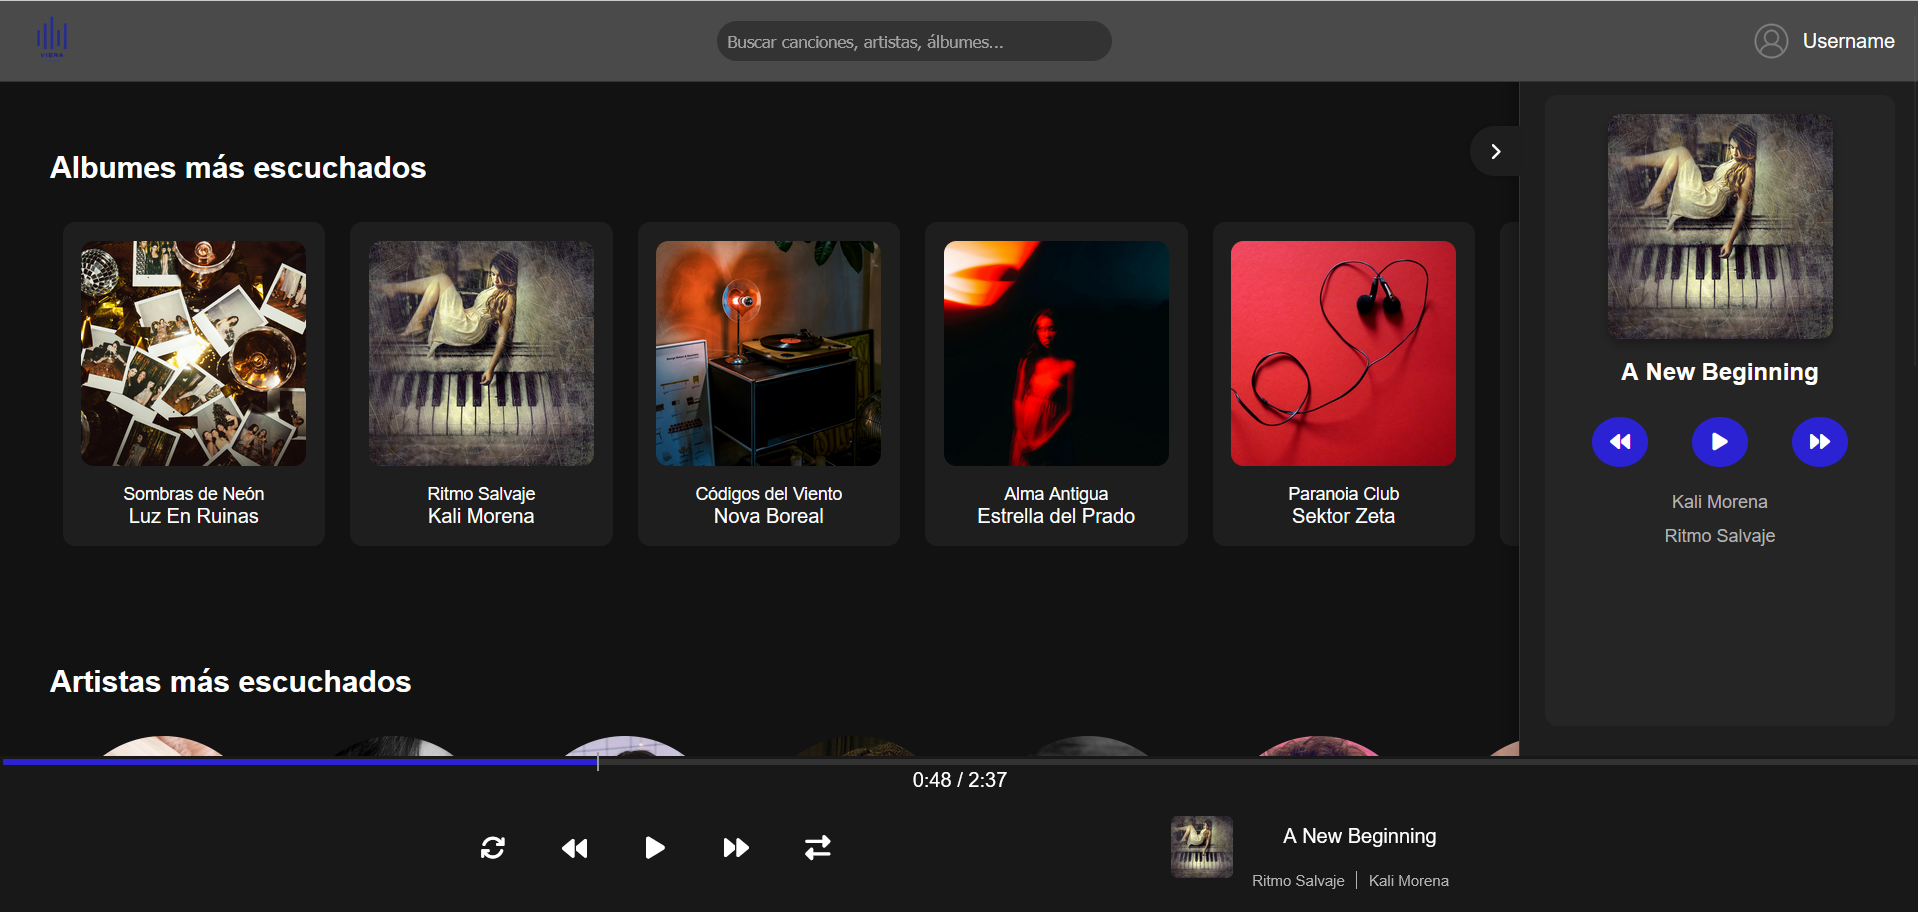 VIERA
Buscar canciones, artistas, álbumes...
Username
Albumes más escuchados
Sombras de Neón
Luz En Ruinas
Ritmo Salvaje
Kali Morena
Códigos del Viento
Nova Boreal
Alma Antigua
Estrella del Prado
Paranoia Club
Sektor Zeta
A New Beginning
Kali Morena
Ritmo Salvaje
Artistas más escuchados
0:48 / 2:37
A New Beginning
Ritmo Salvaje | Kali Morena